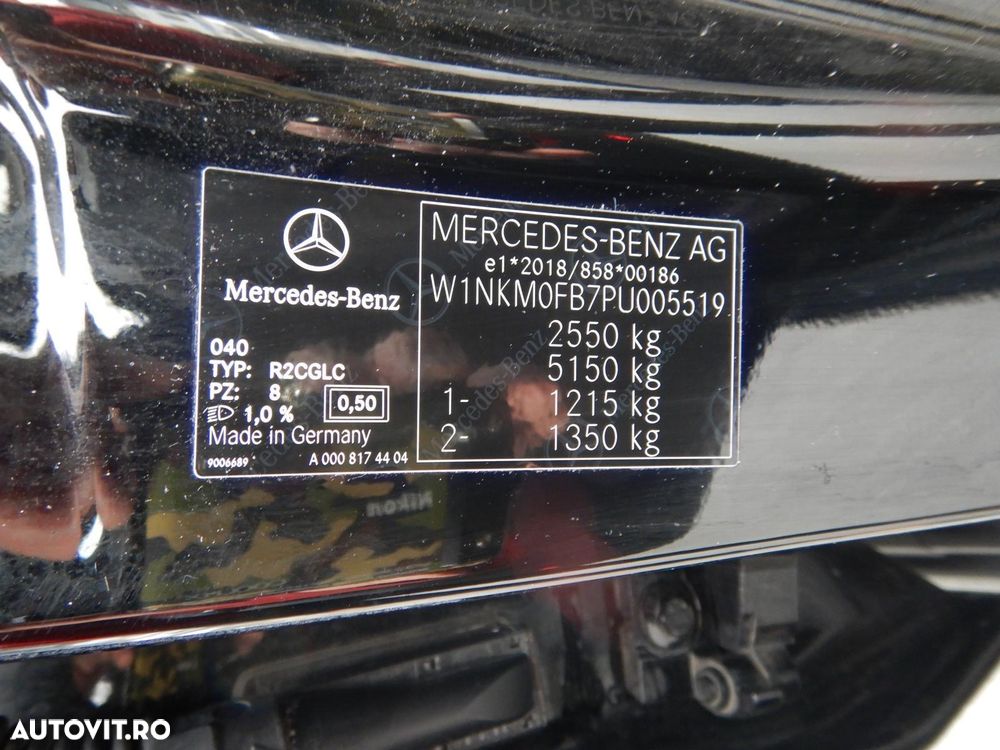 Mercedes-Benz
040
TYP: R2CGLC
PZ: 8
1,0 %
0,50
Made in Germany
9006689
A 000 817 44 04
MERCEDES-BENZ AG
e1*2018/858*00186
W1NKM0FB7PU005519
2550 kg
5150 kg
1- 1215 kg
2- 1350 kg
Nikon
AUTOVIT.RO